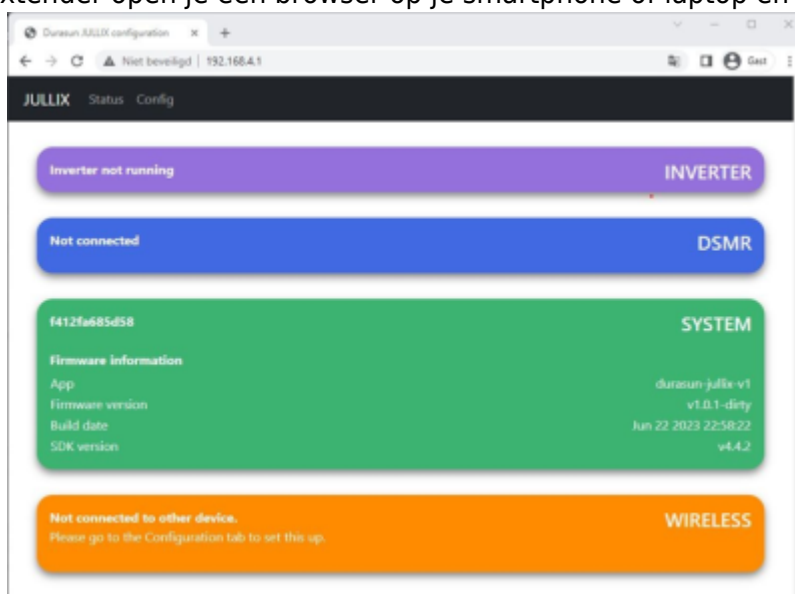 xtender open je een browser op je smartphone of laptop en
Durasun JULLIX configuration × +
Niet beveiligd | 192.168.4.1 Gast
JULLIX Status Config
Inverter not running INVERTER
Not connected DSMR
f412fa685d58 SYSTEM
Firmware information
App durasun-jullix-v1
Firmware version v1.0.1-dirty
Build date Jun 22 2023 22:58:22
SDK version v4.4.2
Not connected to other device. WIRELESS
Please go to the Configuration tab to set this up.